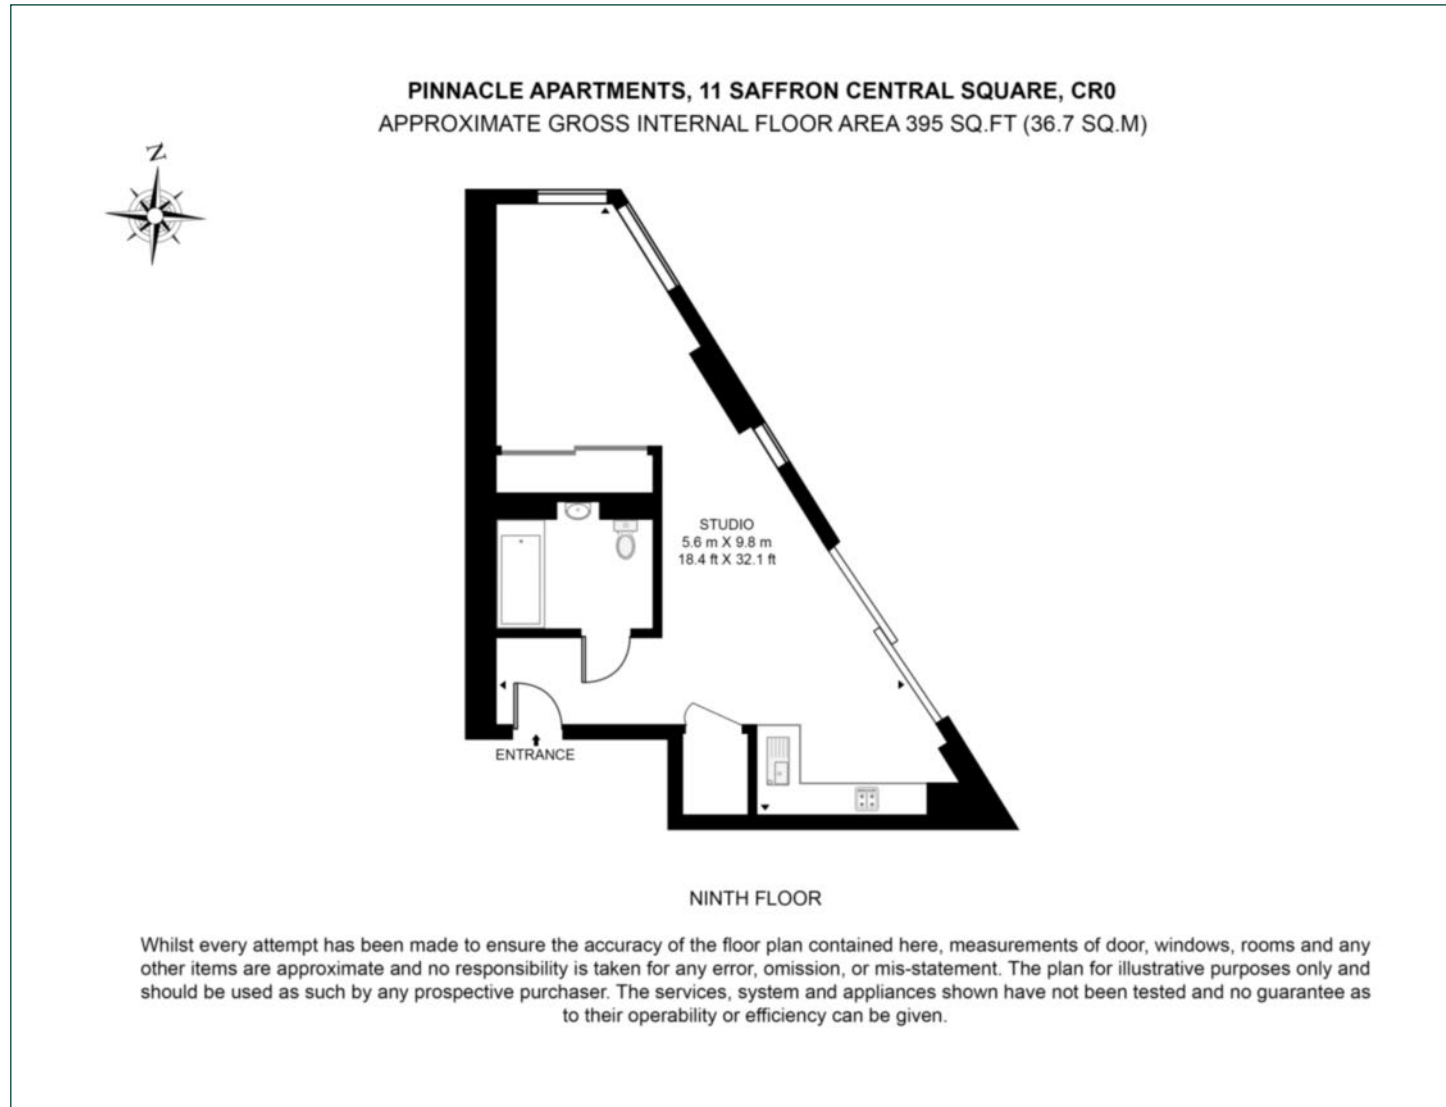 PINNACLE APARTMENTS, 11 SAFFRON CENTRAL SQUARE, CR0
APPROXIMATE GROSS INTERNAL FLOOR AREA 395 SQ.FT (36.7 SQ.M)
N
STUDIO
5.6 m X 9.8 m
18.4 ft X 32.1 ft
ENTRANCE
NINTH FLOOR
Whilst every attempt has been made to ensure the accuracy of the floor plan contained here, measurements of door, windows, rooms and any
other items are approximate and no responsibility is taken for any error, omission, or mis-statement. The plan for illustrative purposes only and
should be used as such by any prospective purchaser. The services, system and appliances shown have not been tested and no guarantee as
to their operability or efficiency can be given.